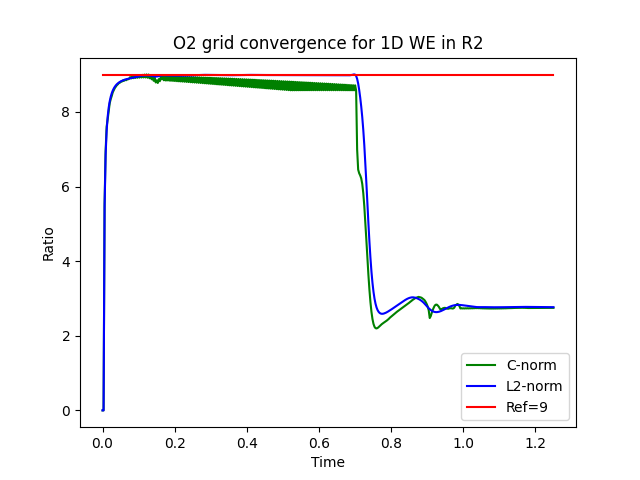 O2 grid convergence for 1D WE in R2
Ratio
8
6
4
2
0
0.0 0.2 0.4 0.6 0.8 1.0 1.2
Time
C-norm
L2-norm
Ref=9